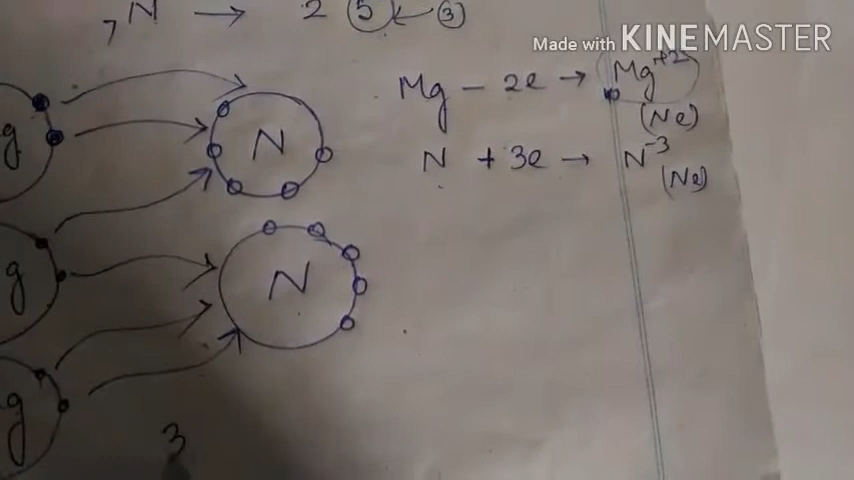 ₇N → 2 5 ← 3
Made with KINEMASTER
Mg - 2e → Mg⁺²
(Ne)
N + 3e → N⁻³
(Ne)
g
N
g
N
g
3